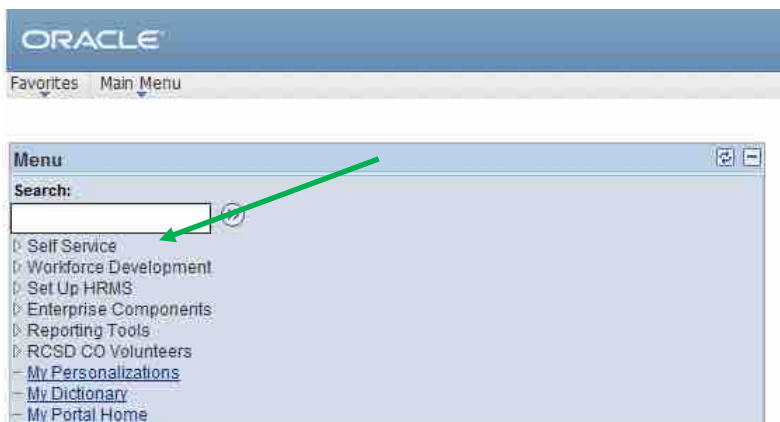 ORACLE
Favorites Main Menu
Menu
Search:
Self Service
Workforce Development
Set Up HRMS
Enterprise Components
Reporting Tools
RCSD CO Volunteers
My Personalizations
My Dictionary
My Portal Home